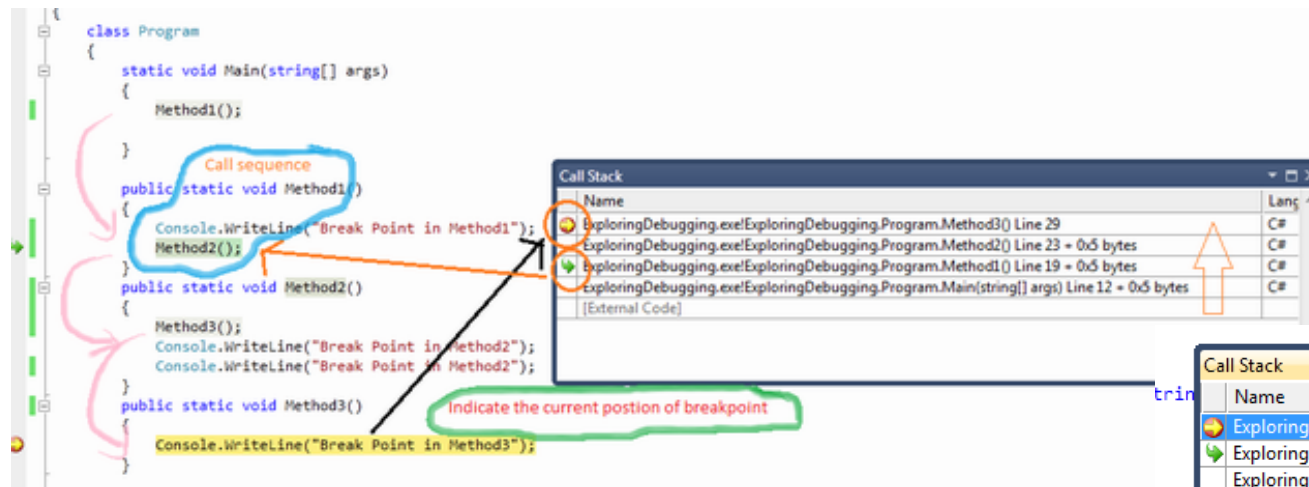 {
class Program
{
static void Main(string[] args)
{
Method1();
}
Call sequence
public static void Method1()
{
Console.WriteLine("Break Point in Method1");
Method2();
}
public static void Method2()
{
Method3();
Console.WriteLine("Break Point in Method2");
Console.WriteLine("Break Point in Method2");
}
public static void Method3()
{
Console.WriteLine("Break Point in Method3");
}
Indicate the current postion of breakpoint
Call Stack
Name Lang
ExploringDebugging.exe!ExploringDebugging.Program.Method3() Line 29 C#
ExploringDebugging.exe!ExploringDebugging.Program.Method2() Line 23 + 0x5 bytes C#
ExploringDebugging.exe!ExploringDebugging.Program.Method1() Line 19 + 0x5 bytes C#
ExploringDebugging.exe!ExploringDebugging.Program.Main(string[] args) Line 12 + 0x5 bytes C#
[External Code]
trin
Call Stack
Name
Exploring
Exploring
Exploring